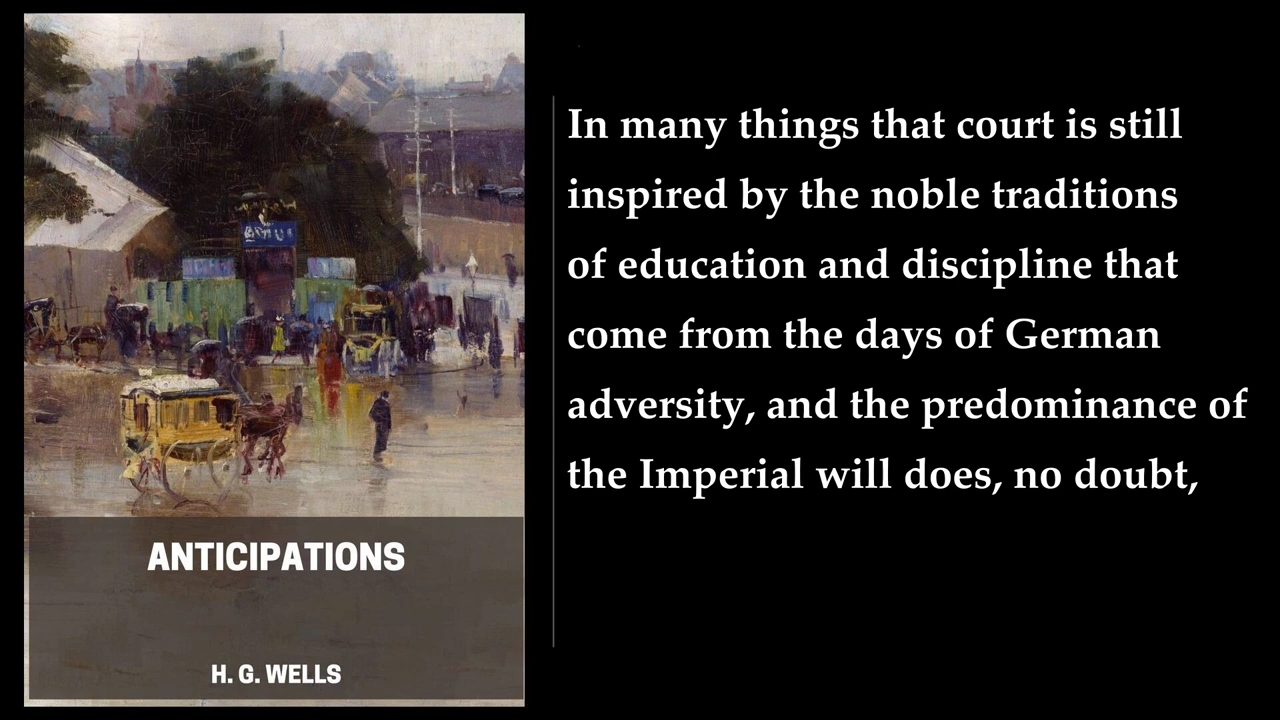 ANTICIPATIONS
H. G. WELLS
In many things that court is still
inspired by the noble traditions
of education and discipline that
come from the days of German
adversity, and the predominance of
the Imperial will does, no doubt,